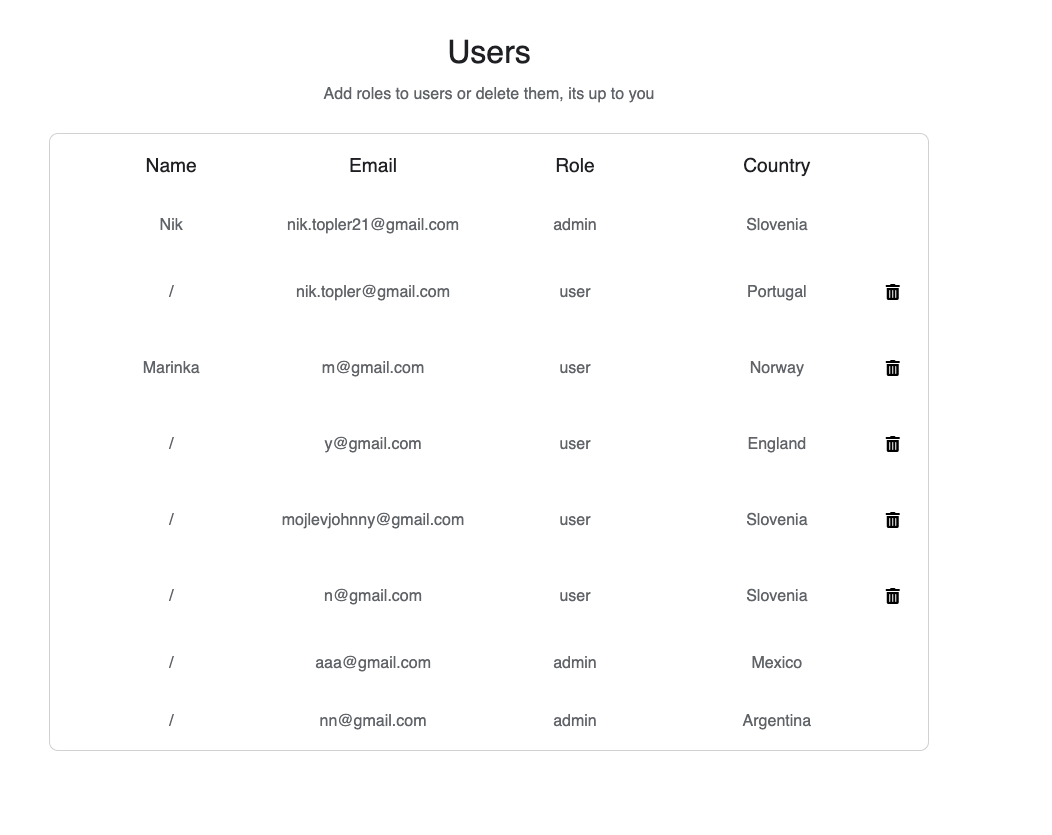 Users
Add roles to users or delete them, its up to you
Name Email Role Country
Nik nik.topler21@gmail.com admin Slovenia
/ nik.topler@gmail.com user Portugal
Marinka m@gmail.com user Norway
/ y@gmail.com user England
/ mojlevjohnny@gmail.com user Slovenia
/ n@gmail.com user Slovenia
/ aaa@gmail.com admin Mexico
/ nn@gmail.com admin Argentina